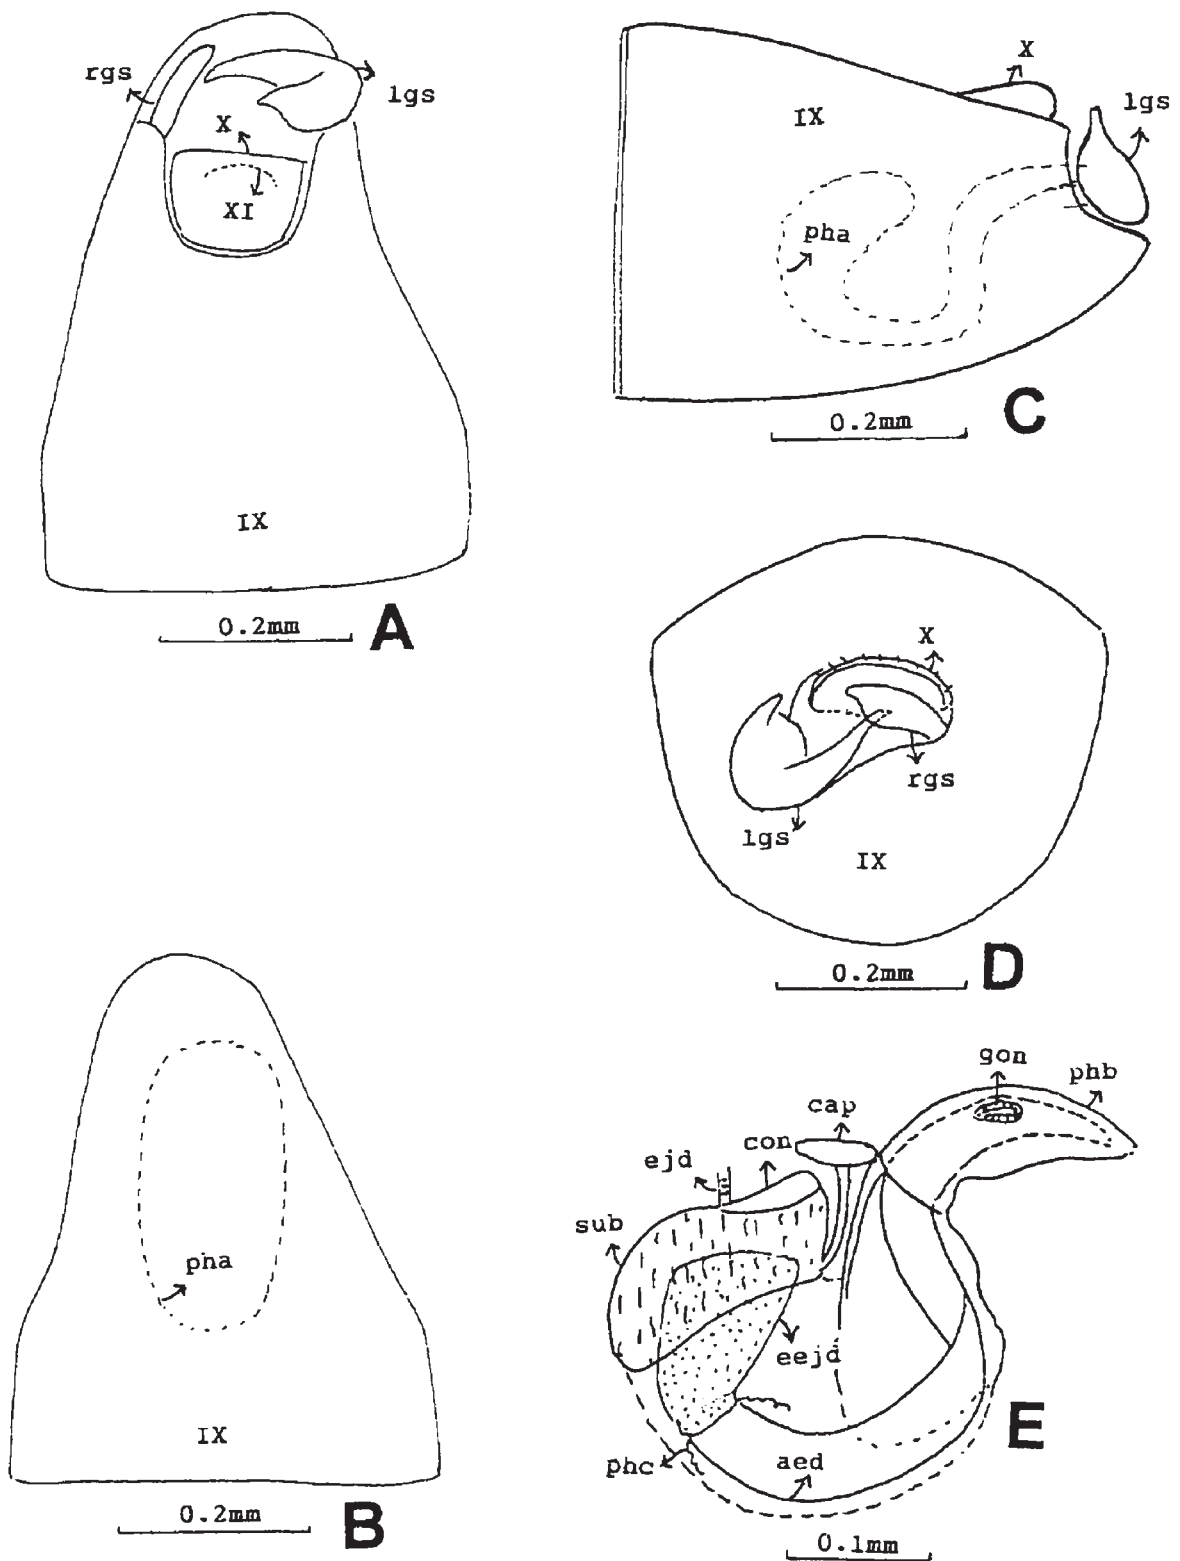 rgs
lgs
X
XI
IX
0.2mm
A
X
lgs
IX
pha
0.2mm
C
X
rgs
lgs
IX
0.2mm
D
pha
IX
0.2mm
B
gon
phb
cap
con
ejd
sub
eejd
phc
aed
0.1mm
E